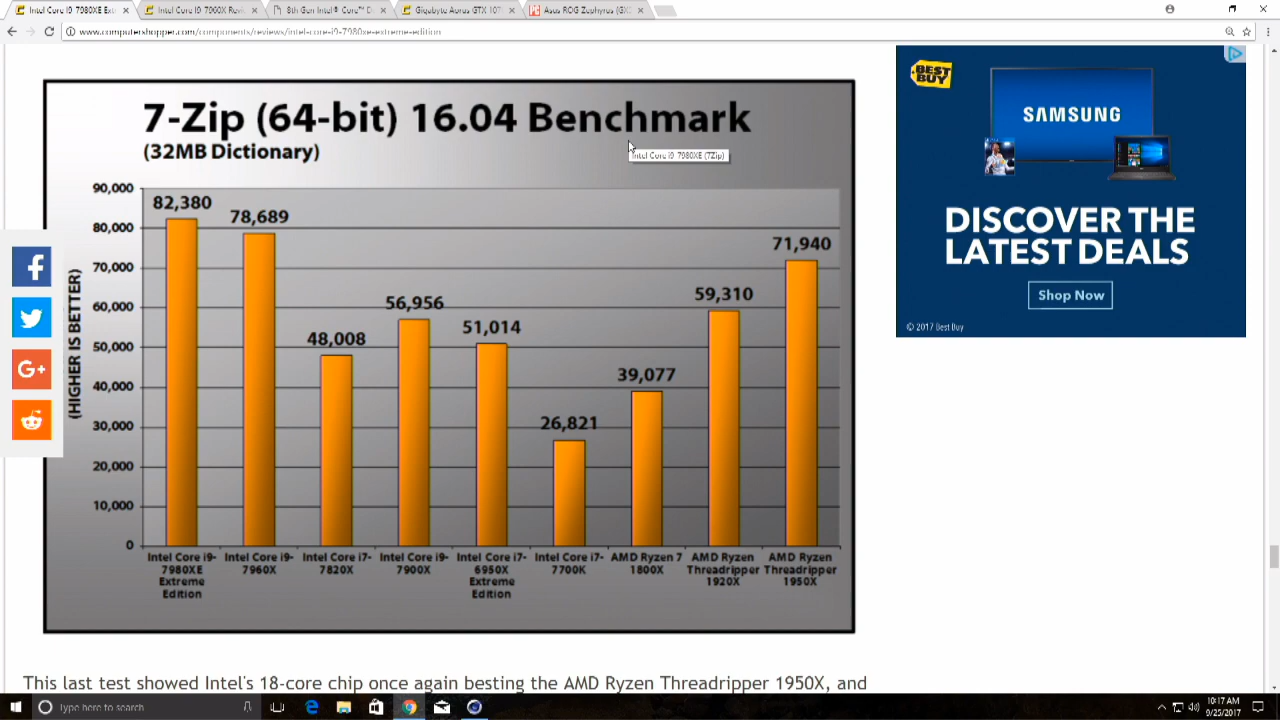 Intel Core i9 7980XE Ext
Intel Core i9 7900X Revi
8th Gen Intel® Core™ D
Gigabyte Aorus GTX 107
Asus ROG Zephyrus (GX5
www.computershopper.com/components/reviews/intel-core-i9-7980xe-extreme-edition
7-Zip (64-bit) 16.04 Benchmark
(32MB Dictionary)
Intel Core i9-7980XE (7Zip)
(HIGHER IS BETTER)
90,000
80,000
70,000
60,000
50,000
40,000
30,000
20,000
10,000
0
82,380
78,689
48,008
56,956
51,014
26,821
39,077
59,310
71,940
Intel Core i9-
7980XE
Extreme
Edition
Intel Core i9-
7960X
Intel Core i7-
7820X
Intel Core i9-
7900X
Intel Core i7-
6950X
Extreme
Edition
Intel Core i7-
7700K
AMD Ryzen 7
1800X
AMD Ryzen
Threadripper
1920X
AMD Ryzen
Threadripper
1950X
BEST
BUY
SAMSUNG
DISCOVER THE
LATEST DEALS
Shop Now
© 2017 Best Buy
This last test showed Intel's 18-core chip once again besting the AMD Ryzen Threadripper 1950X, and
Type here to search
10:17 AM
9/25/2017